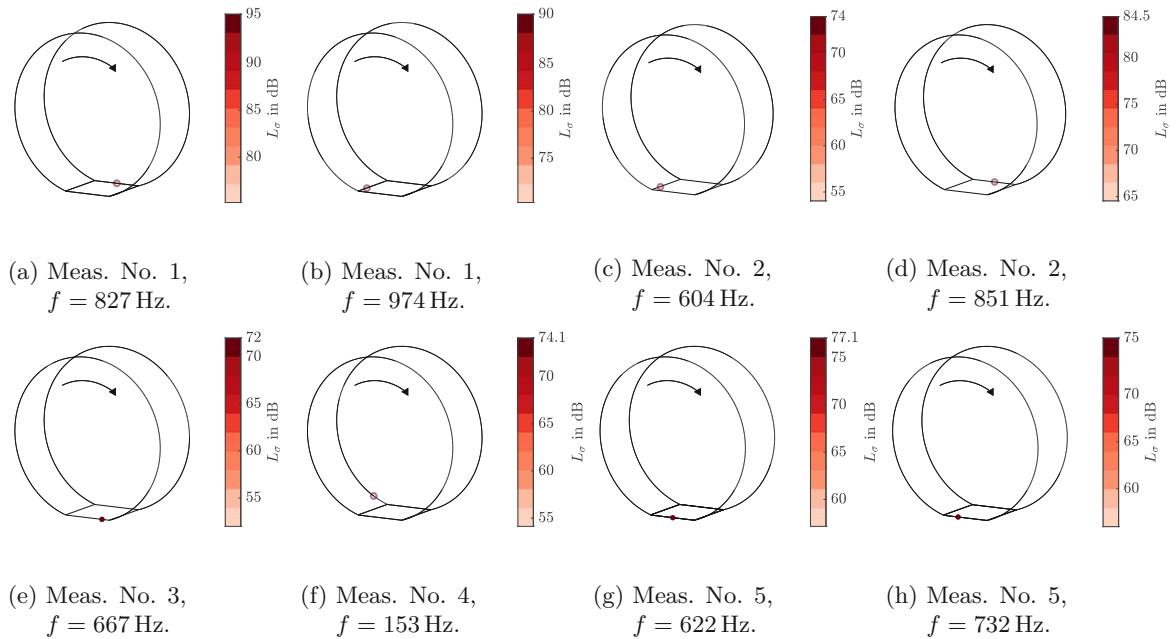 95
90
85
80
L_σ in dB
90
85
80
75
L_σ in dB
74
70
65
60
55
L_σ in dB
84.5
80
75
70
65
L_σ in dB
(a) Meas. No. 1,
f = 827 Hz.
(b) Meas. No. 1,
f = 974 Hz.
(c) Meas. No. 2,
f = 604 Hz.
(d) Meas. No. 2,
f = 851 Hz.
72
70
65
60
55
L_σ in dB
74.1
70
65
60
55
L_σ in dB
77.1
75
70
65
60
L_σ in dB
75
70
65
60
L_σ in dB
(e) Meas. No. 3,
f = 667 Hz.
(f) Meas. No. 4,
f = 153 Hz.
(g) Meas. No. 5,
f = 622 Hz.
(h) Meas. No. 5,
f = 732 Hz.